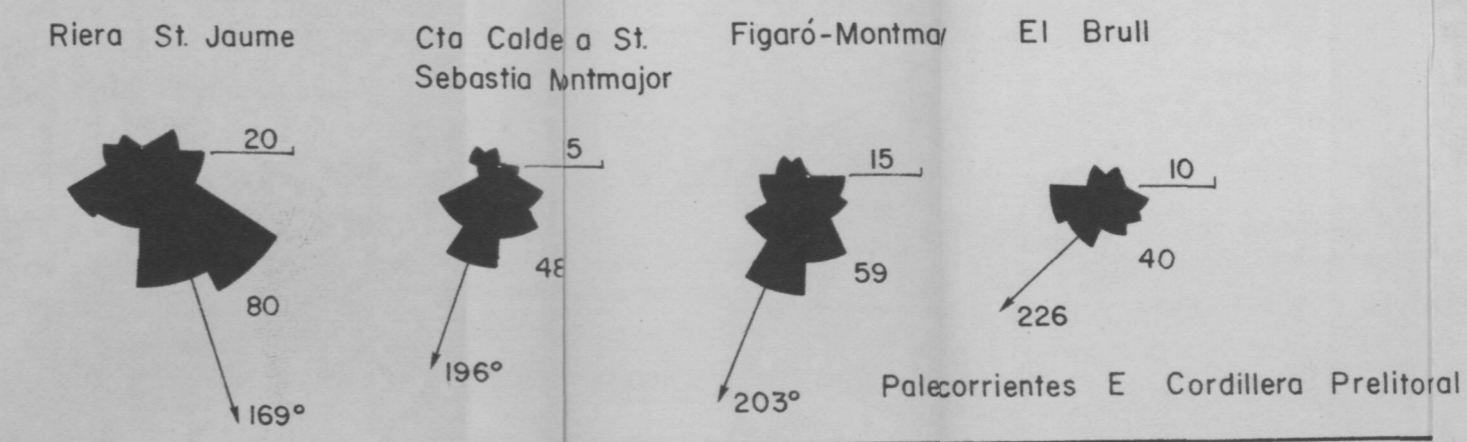 Riera St. Jaume
Cta Calde a St.
Sebastia Mntmajor
Figaró-Montma
El Brull
20
5
15
10
80
48
59
40
169°
196°
203°
226
Palecorrientes E Cordillera Prelitoral